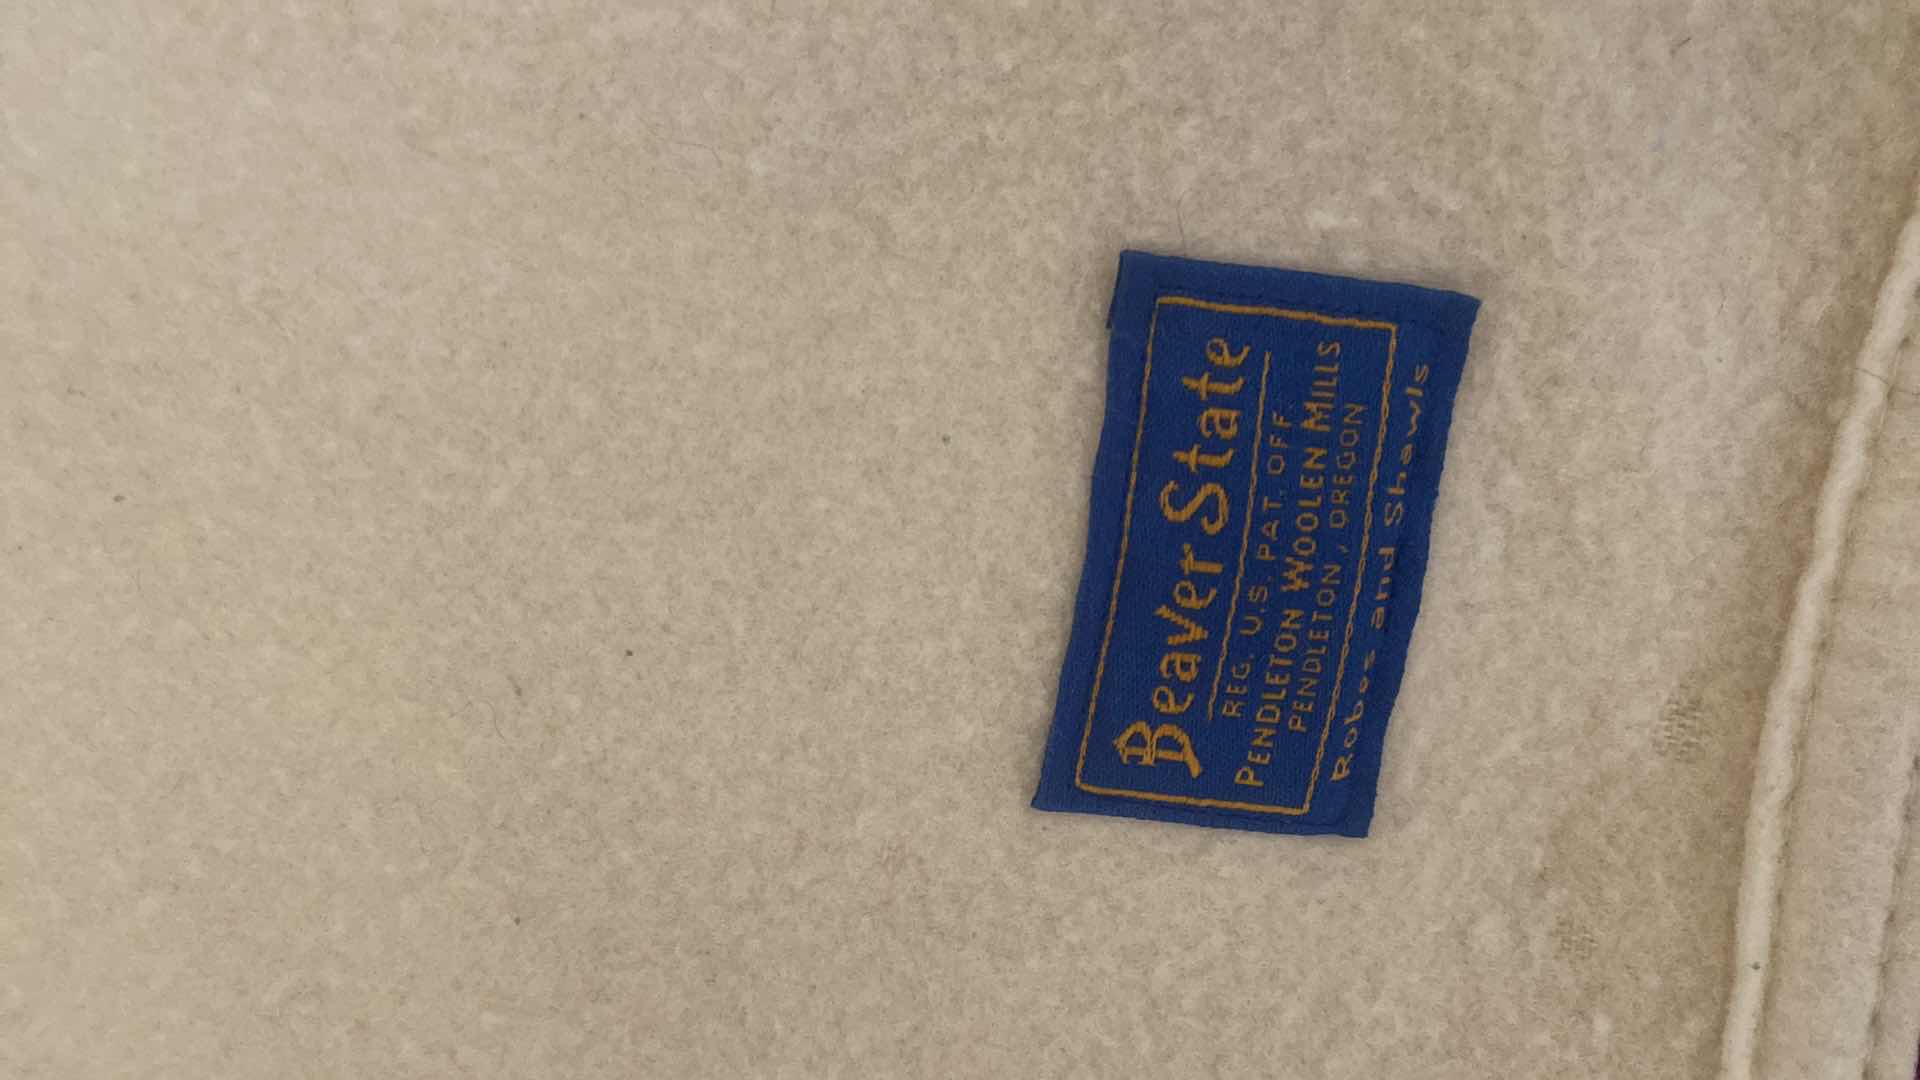 Beaver State
REG. U.S. PAT. OFF.
PENDLETON WOOLEN MILLS
PENDLETON, OREGON
Robes and Shawls